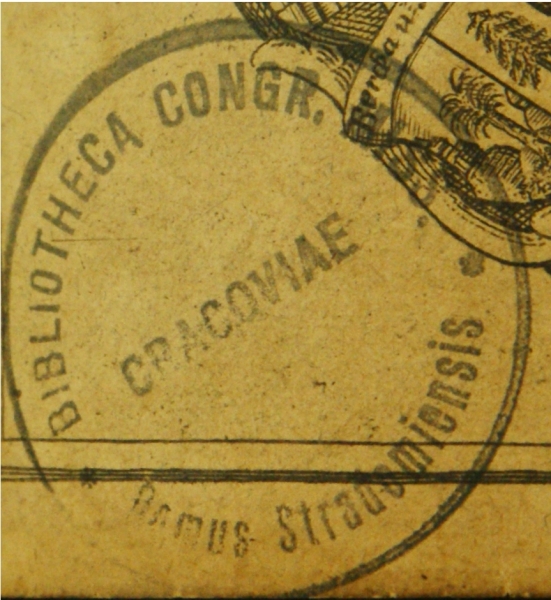 BIBLIOTHECA CONGR.
CRACOVIAE
Domus Stradomiensis